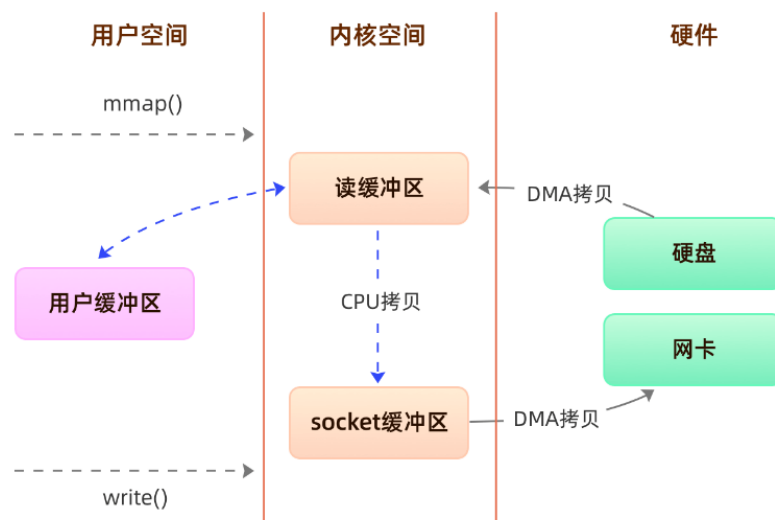 用户空间
内核空间
硬件
mmap()
读缓冲区
DMA拷贝
硬盘
用户缓冲区
CPU拷贝
网卡
socket缓冲区
DMA拷贝
write()